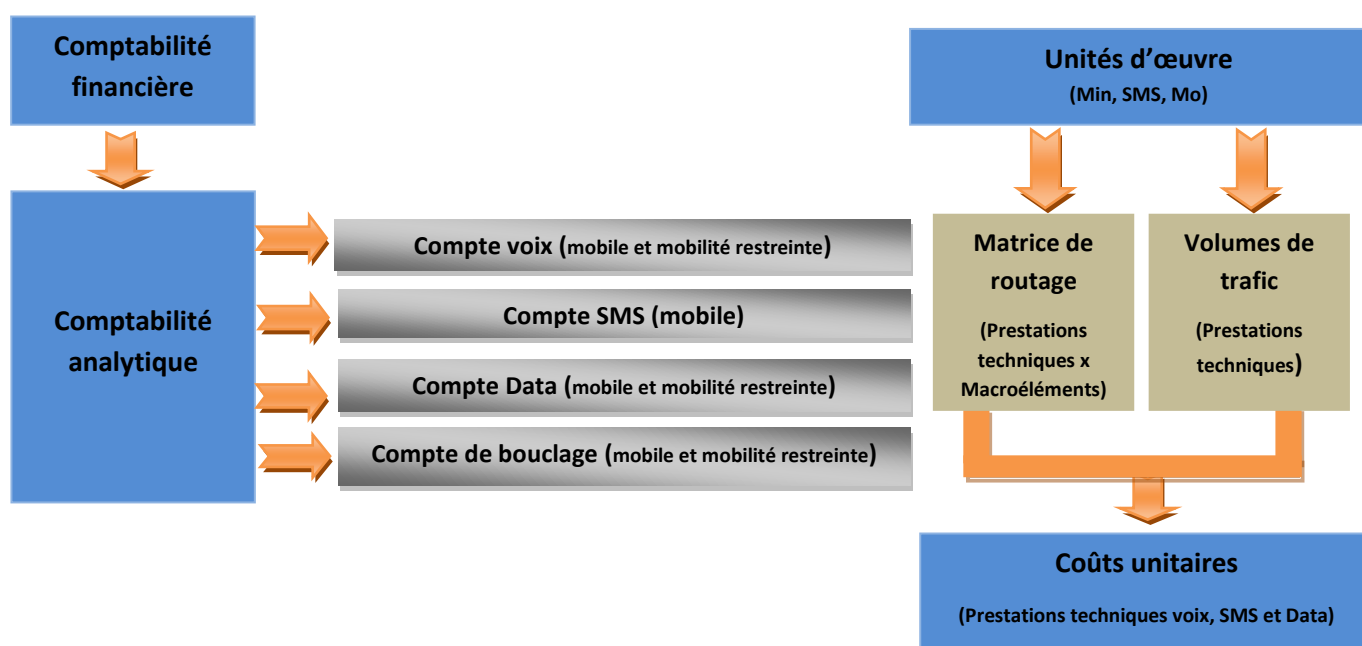 Comptabilité
financière
Comptabilité
analytique
Compte voix (mobile et mobilité restreinte)
Compte SMS (mobile)
Compte Data (mobile et mobilité restreinte)
Compte de bouclage (mobile et mobilité restreinte)
Unités d’œuvre
(Min, SMS, Mo)
Matrice de
routage
(Prestations
techniques x
Macroéléments)
Volumes de
trafic
(Prestations
techniques)
Coûts unitaires
(Prestations techniques voix, SMS et Data)